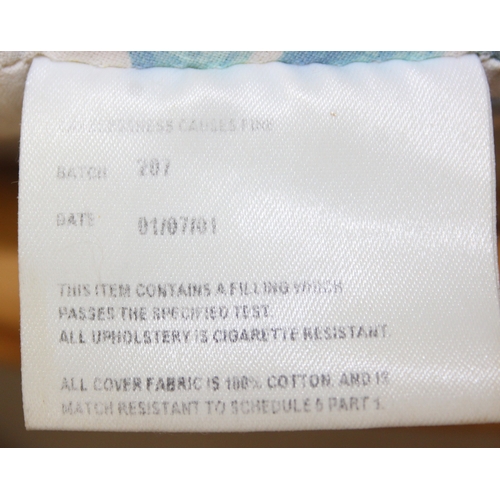 CARELESSNESS CAUSES FIRE
BATCH 207
DATE 01/07/01
THIS ITEM CONTAINS A FILLING WHICH
PASSES THE SPECIFIED TEST.
ALL UPHOLSTERY IS CIGARETTE RESISTANT.
ALL COVER FABRIC IS 100% COTTON, AND IS
MATCH RESISTANT TO SCHEDULE 5 PART 1.